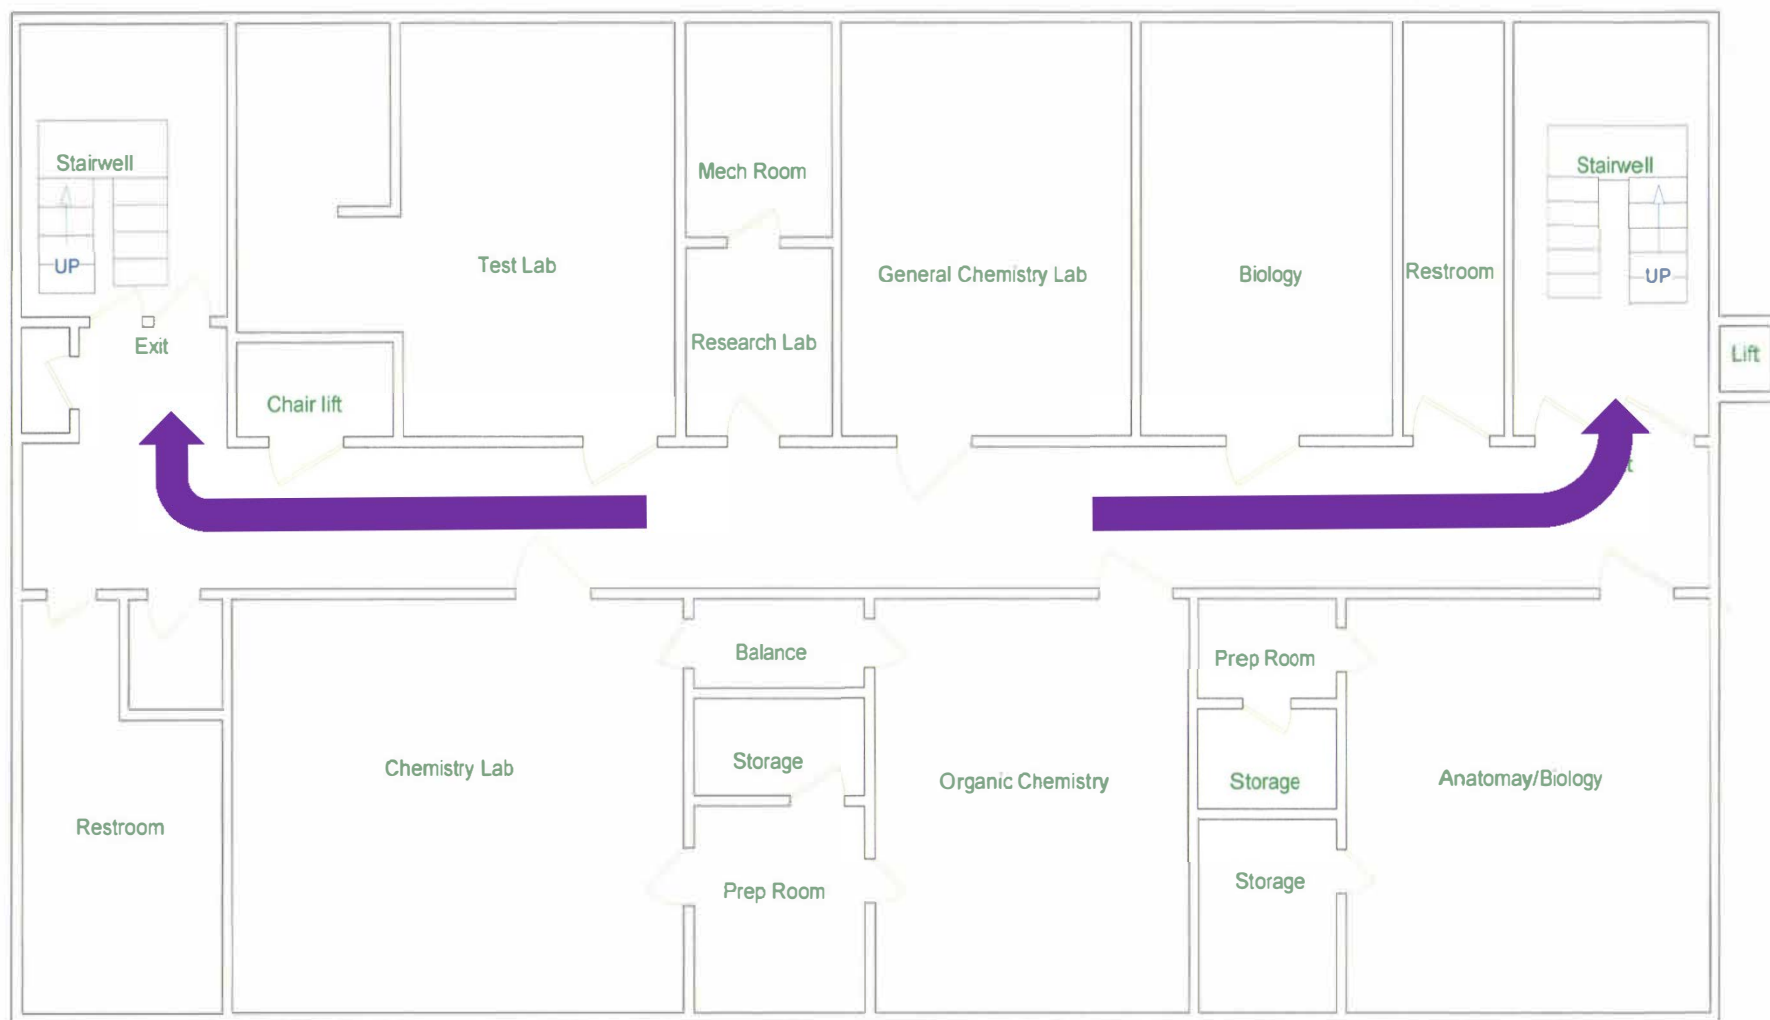 Stairwell
UP
Exit
Chair lift
Test Lab
Mech Room
Research Lab
General Chemistry Lab
Biology
Restroom
Stairwell
UP
Lift
Restroom
Chemistry Lab
Balance
Storage
Prep Room
Organic Chemistry
Prep Room
Storage
Storage
Anatomay/Biology